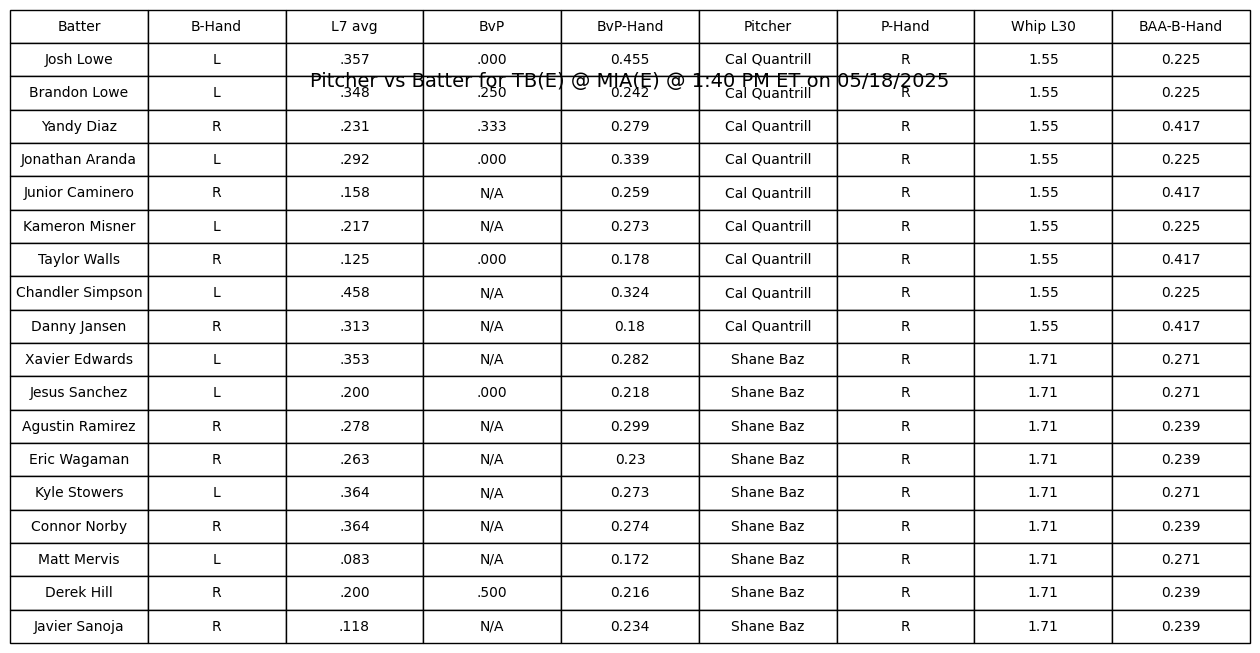 Batter B-Hand L7 avg BvP BvP-Hand Pitcher P-Hand Whip L30 BAA-B-Hand
Josh Lowe L .357 .000 0.455 Cal Quantrill R 1.55 0.225
Pitcher vs Batter for TB(E) @ MIA(E) @ 1:40 PM ET on 05/18/2025
Brandon Lowe L .348 .250 0.242 Cal Quantrill R 1.55 0.225
Yandy Diaz R .231 .333 0.279 Cal Quantrill R 1.55 0.417
Jonathan Aranda L .292 .000 0.339 Cal Quantrill R 1.55 0.225
Junior Caminero R .158 N/A 0.259 Cal Quantrill R 1.55 0.417
Kameron Misner L .217 N/A 0.273 Cal Quantrill R 1.55 0.225
Taylor Walls R .125 .000 0.178 Cal Quantrill R 1.55 0.417
Chandler Simpson L .458 N/A 0.324 Cal Quantrill R 1.55 0.225
Danny Jansen R .313 N/A 0.18 Cal Quantrill R 1.55 0.417
Xavier Edwards L .353 N/A 0.282 Shane Baz R 1.71 0.271
Jesus Sanchez L .200 .000 0.218 Shane Baz R 1.71 0.271
Agustin Ramirez R .278 N/A 0.299 Shane Baz R 1.71 0.239
Eric Wagaman R .263 N/A 0.23 Shane Baz R 1.71 0.239
Kyle Stowers L .364 N/A 0.273 Shane Baz R 1.71 0.271
Connor Norby R .364 N/A 0.274 Shane Baz R 1.71 0.239
Matt Mervis L .083 N/A 0.172 Shane Baz R 1.71 0.271
Derek Hill R .200 .500 0.216 Shane Baz R 1.71 0.239
Javier Sanoja R .118 N/A 0.234 Shane Baz R 1.71 0.239